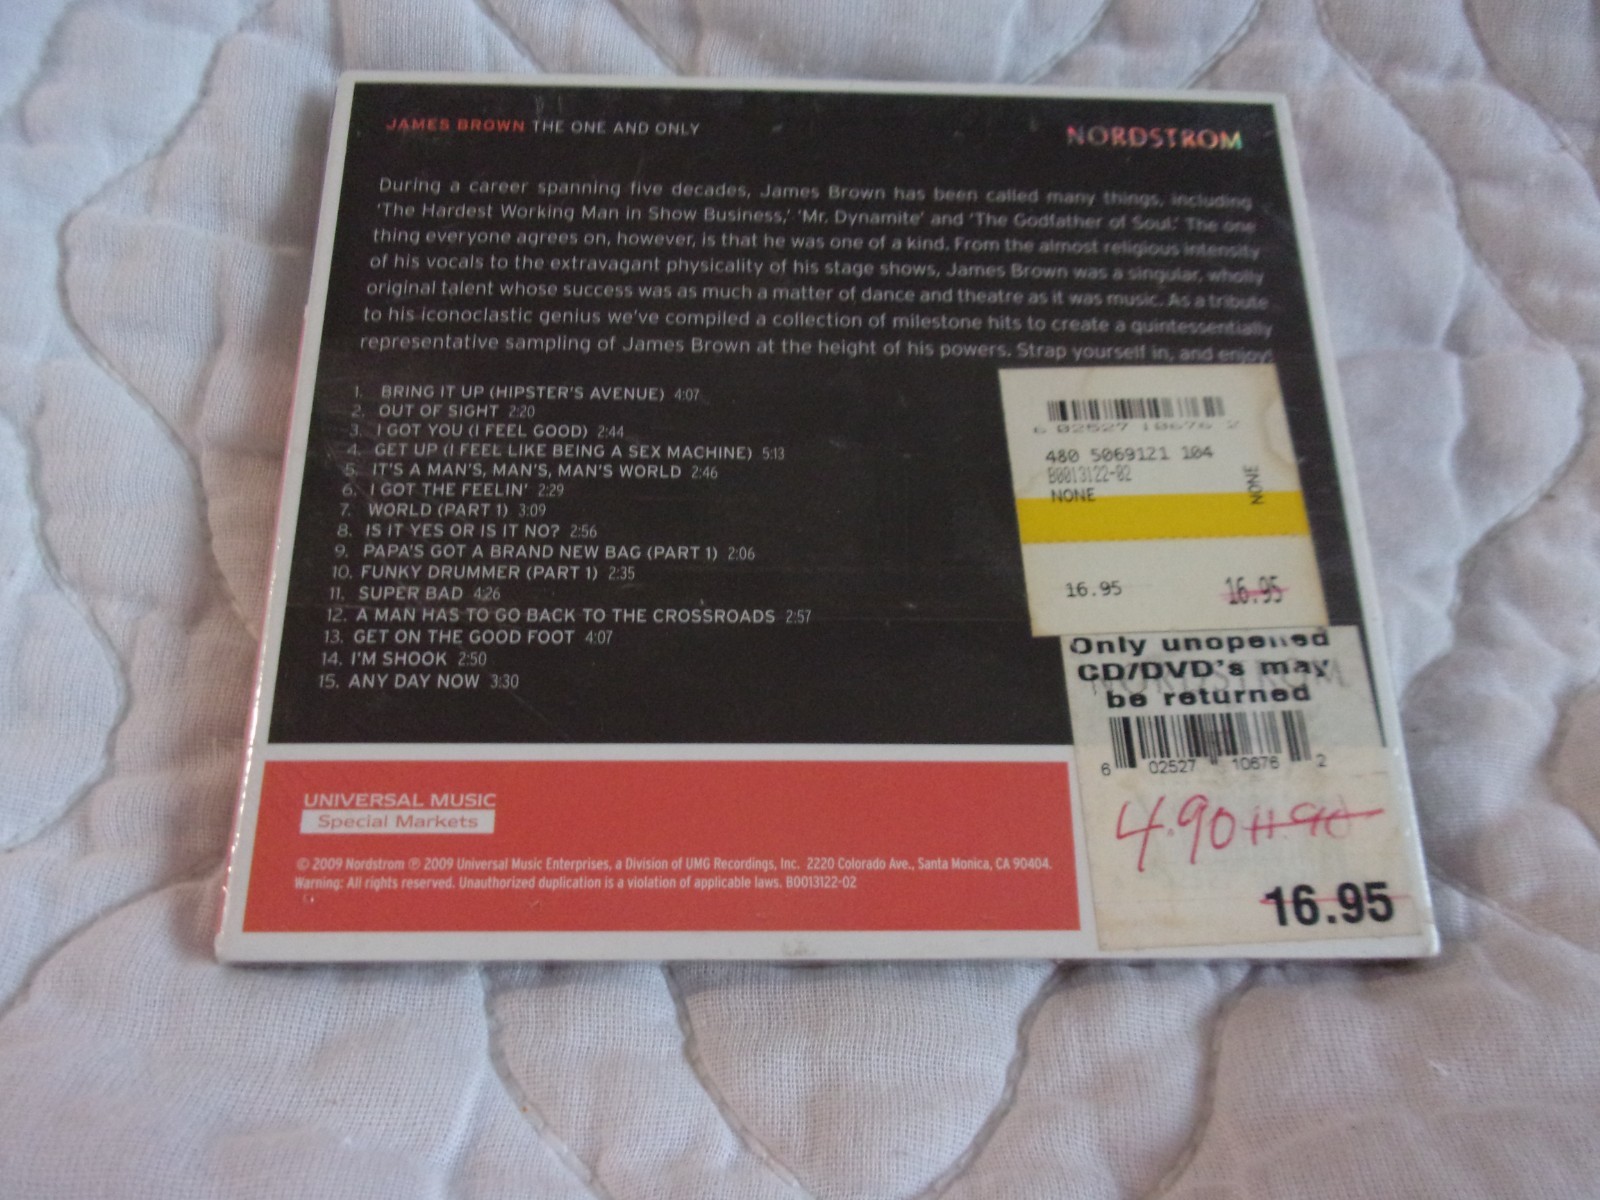 JAMES BROWN THE ONE AND ONLY
NORDSTROM
During a career spanning five decades, James Brown has been called many things, including
'The Hardest Working Man in Show Business,' 'Mr. Dynamite' and 'The Godfather of Soul.' The one
thing everyone agrees on, however, is that he was one of a kind. From the almost religious intensity
of his vocals to the extravagant physicality of his stage shows, James Brown was a singular, wholly
original talent whose success was as much a matter of dance and theatre as it was music. As a tribute
to his iconoclastic genius we've compiled a collection of milestone hits to create a quintessentially
representative sampling of James Brown at the height of his powers. Strap yourself in, and enjoy!
1. BRING IT UP (HIPSTER'S AVENUE) 4:07
2. OUT OF SIGHT 2:20
3. I GOT YOU (I FEEL GOOD) 2:44
4. GET UP (I FEEL LIKE BEING A SEX MACHINE) 5:13
5. IT'S A MAN'S, MAN'S, MAN'S WORLD 2:46
6. I GOT THE FEELIN' 2:29
7. WORLD (PART 1) 3:09
8. IS IT YES OR IS IT NO? 2:56
9. PAPA'S GOT A BRAND NEW BAG (PART 1) 2:06
10. FUNKY DRUMMER (PART 1) 2:35
11. SUPER BAD 4:26
12. A MAN HAS TO GO BACK TO THE CROSSROADS 2:57
13. GET ON THE GOOD FOOT 4:07
14. I'M SHOOK 2:50
15. ANY DAY NOW 3:30
6 02527 10676 2
480 5069121 104
B0013122-02
NONE
NONE
16.95 16.95
Only unopened
CD/DVD's may
be returned
NORDSTROM
6 02527 10676 2
4.90 11.90
16.95
UNIVERSAL MUSIC
Special Markets
© 2009 Nordstrom ℗ 2009 Universal Music Enterprises, a Division of UMG Recordings, Inc. 2220 Colorado Ave., Santa Monica, CA 90404.
Warning: All rights reserved. Unauthorized duplication is a violation of applicable laws. B0013122-02